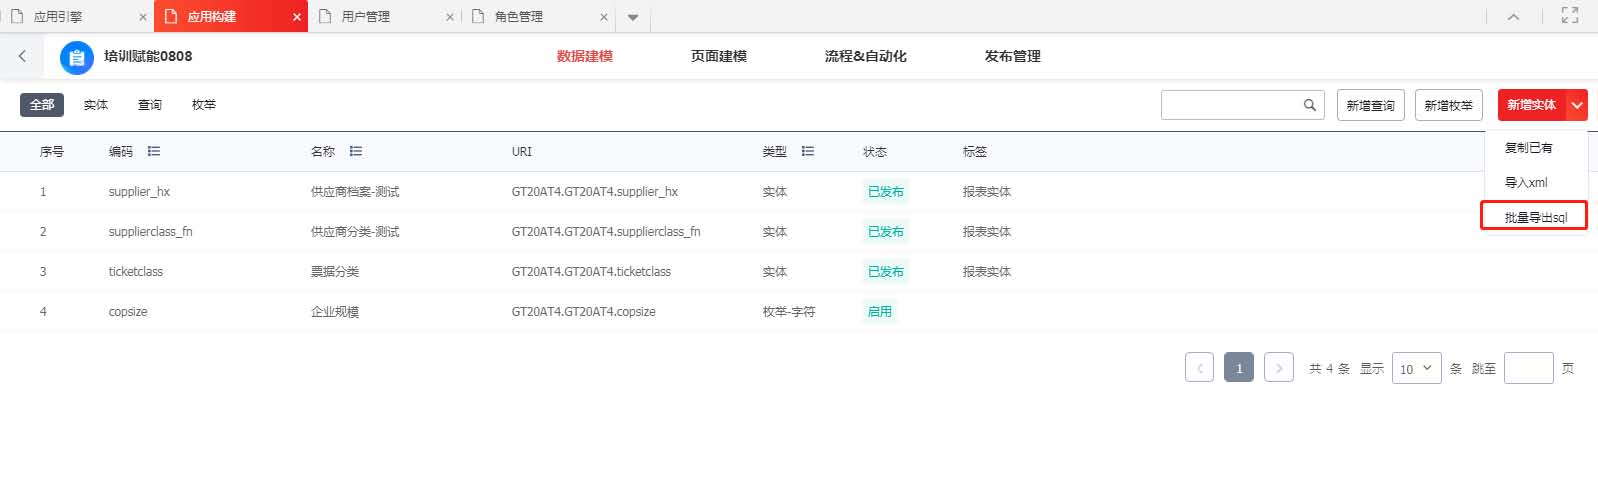 应用引擎 应用构建 用户管理 角色管理
培训赋能0808 数据建模 页面建模 流程&自动化 发布管理
全部 实体 查询 枚举 新增查询 新增枚举 新增实体
复制已有
导入xml
批量导出sql
序号 编码 名称 URI 类型 状态 标签
1 supplier_hx 供应商档案-测试 GT20AT4.GT20AT4.supplier_hx 实体 已发布 报表实体
2 supplierclass_fn 供应商分类-测试 GT20AT4.GT20AT4.supplierclass_fn 实体 已发布 报表实体
3 ticketclass 票据分类 GT20AT4.GT20AT4.ticketclass 实体 已发布 报表实体
4 copsize 企业规模 GT20AT4.GT20AT4.copsize 枚举-字符 启用
1 共 4 条 显示 10 条 跳至 页